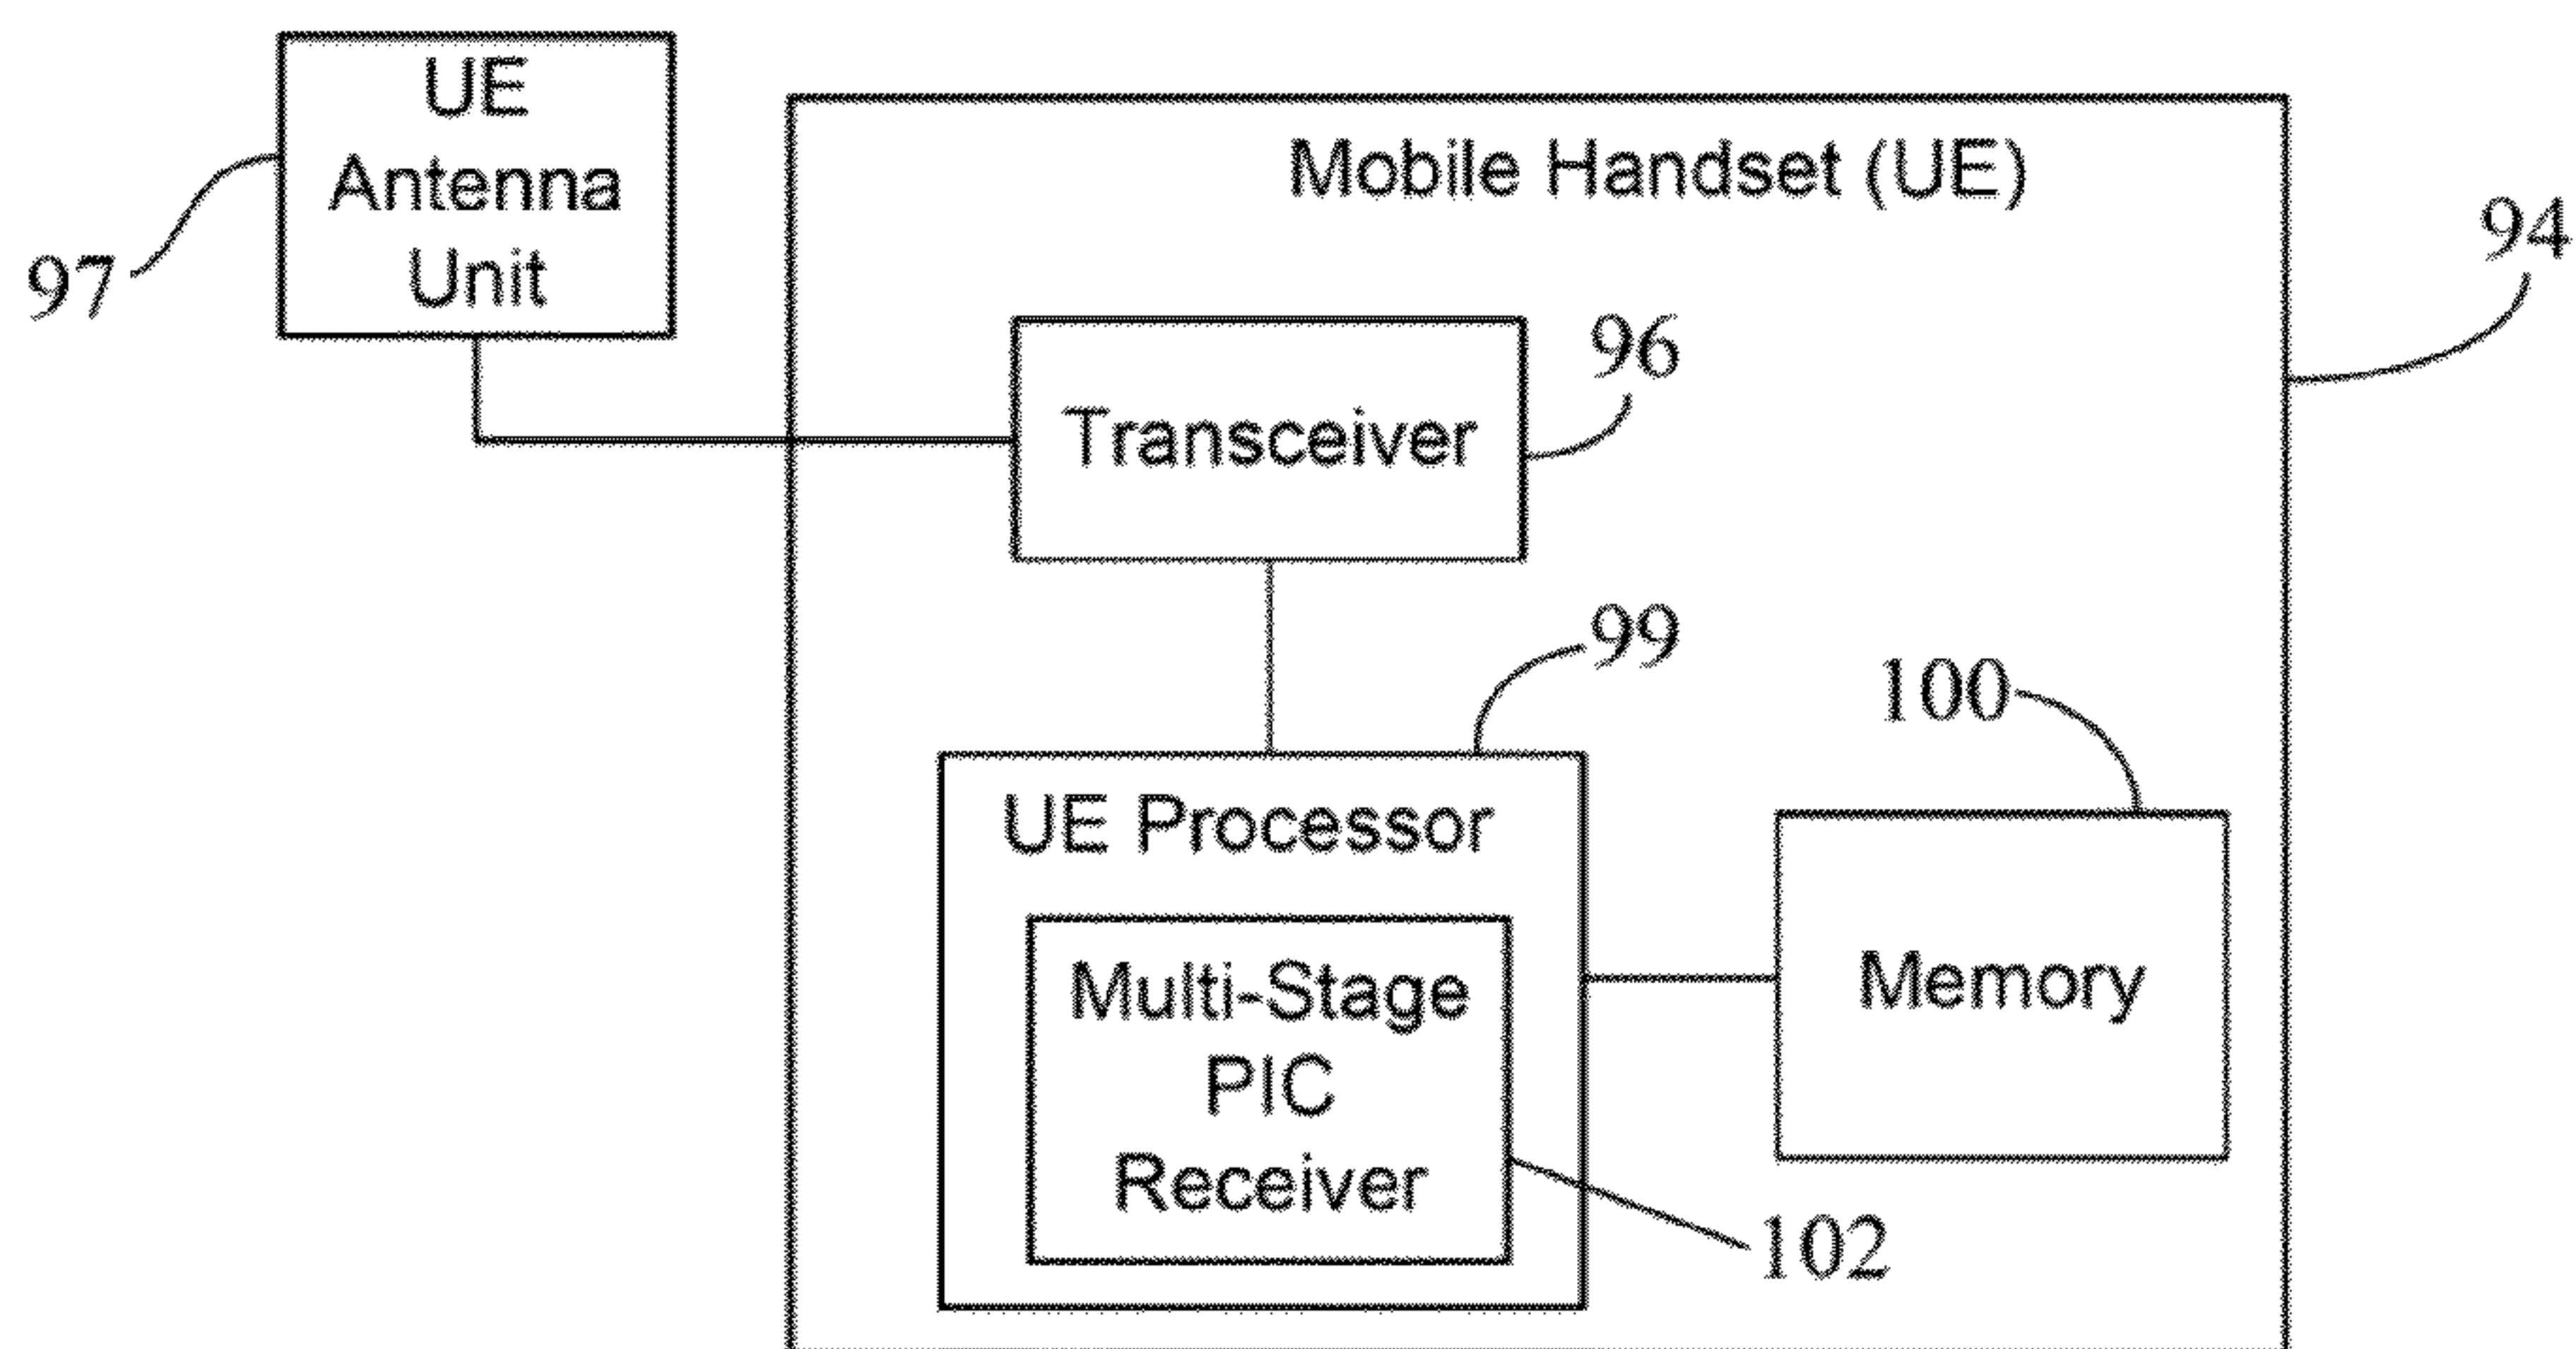 UE
Antenna
Unit
97
Mobile Handset (UE)
94
Transceiver
96
99
UE Processor
100
Multi-Stage
PIC
Receiver
Memory
102